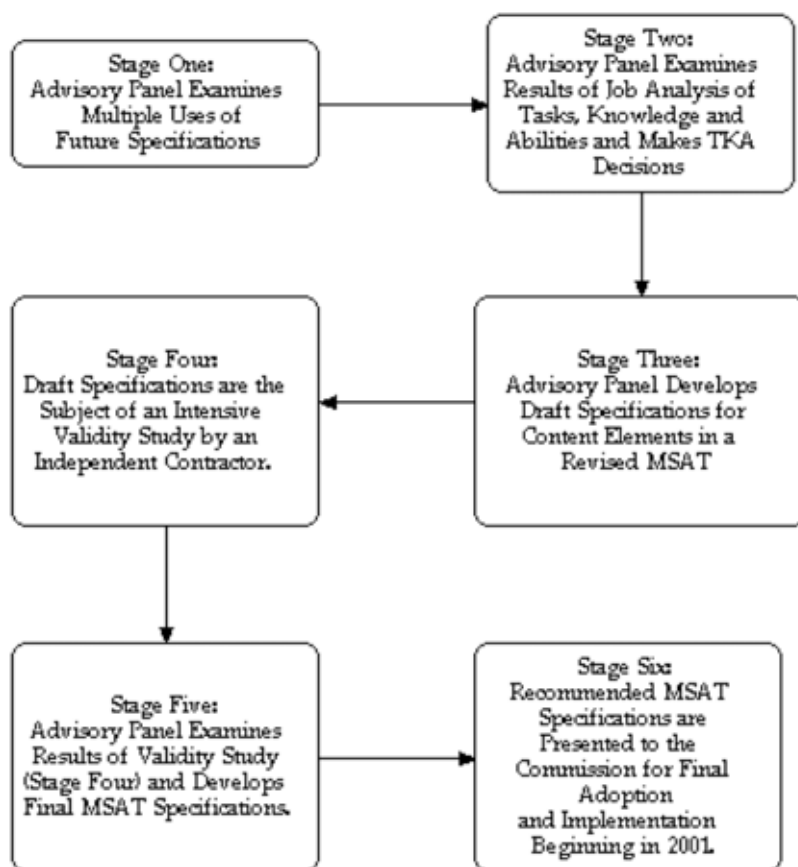 Stage One:
Advisory Panel Examines
Multiple Uses of
Future Specifications
Stage Two:
Advisory Panel Examines
Results of Job Analysis of
Tasks, Knowledge and
Abilities and Makes TKA
Decisions
Stage Three:
Advisory Panel Develops
Draft Specifications for
Content Elements in a
Revised MSAT
Stage Four:
Draft Specifications are the
Subject of an Intensive
Validity Study by an
Independent Contractor.
Stage Five:
Advisory Panel Examines
Results of Validity Study
(Stage Four) and Develops
Final MSAT Specifications.
Stage Six:
Recommended MSAT
Specifications are
Presented to the
Commission for Final
Adoption
and Implementation
Beginning in 2001.